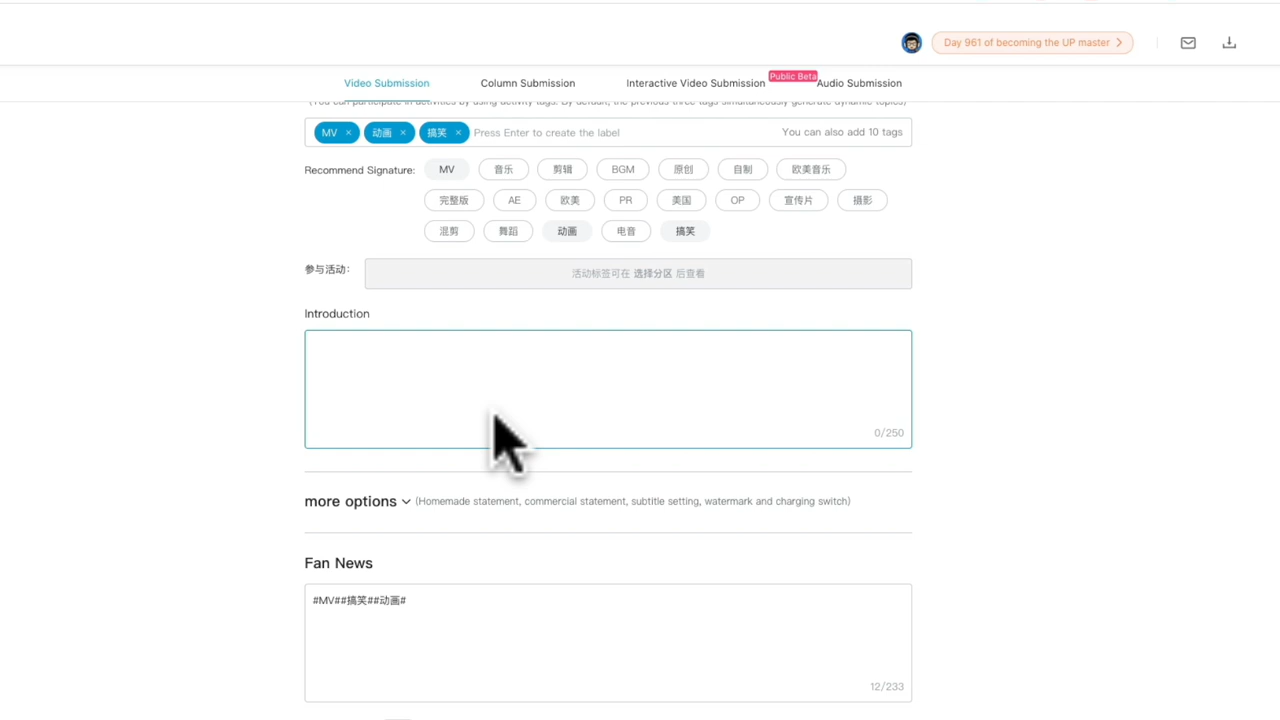 Day 961 of becoming the UP master
Video Submission
Column Submission
Interactive Video Submission
Public Beta
Audio Submission
(You can participate in activities by using activity tags. By default, the previous three tags simultaneously generate dynamic topics)
MV × 动画 × 搞笑 × Press Enter to create the label You can also add 10 tags
Recommend Signature: MV 音乐 剪辑 BGM 原创 自制 欧美音乐
完整版 AE 欧美 PR 美国 OP 宣传片 摄影
混剪 舞蹈 动画 电音 搞笑
参与活动: 活动标签可在 选择分区 后查看
Introduction
0/250
more options (Homemade statement, commercial statement, subtitle setting, watermark and charging switch)
Fan News
#MV##搞笑##动画#
12/233